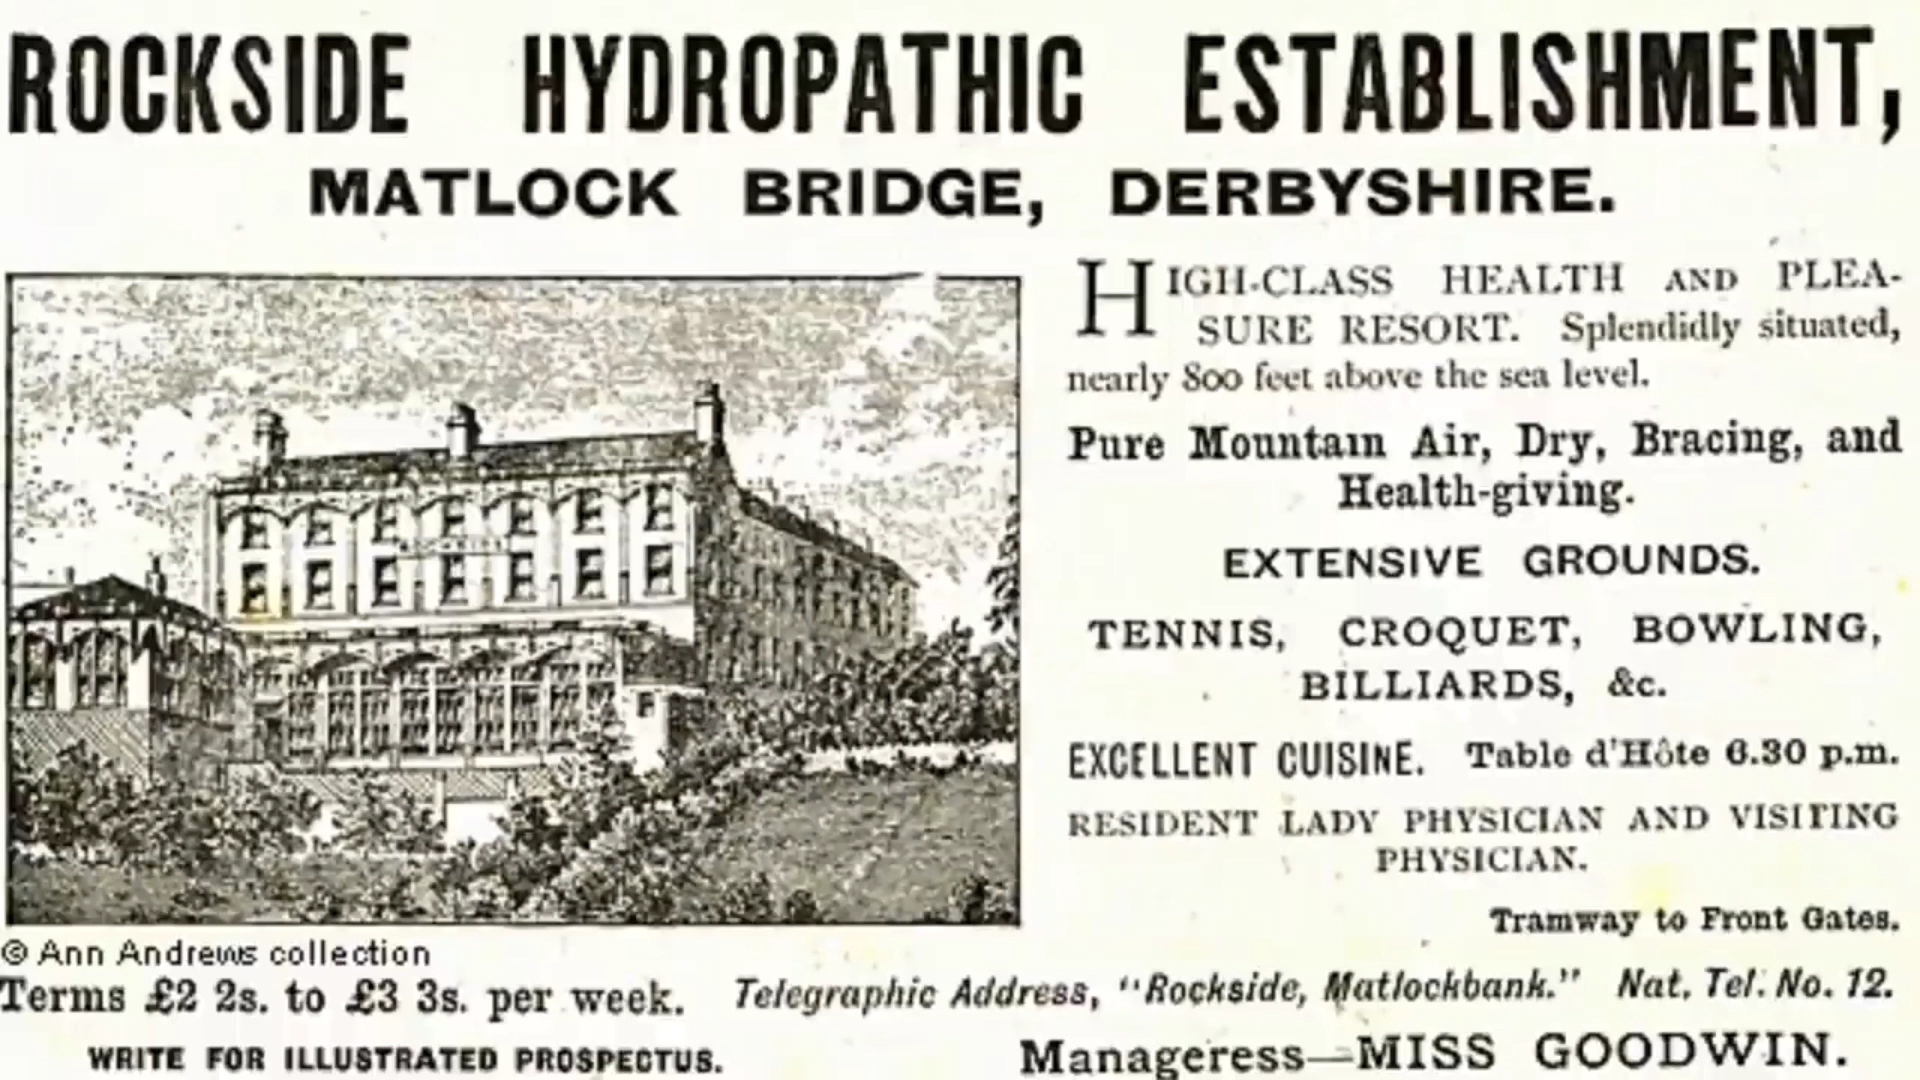 ROCKSIDE HYDROPATHIC ESTABLISHMENT,
MATLOCK BRIDGE, DERBYSHIRE.
HIGH-CLASS HEALTH AND PLEA-
SURE RESORT. Splendidly situated,
nearly 800 feet above the sea level.
Pure Mountain Air, Dry, Bracing, and
Health-giving.
EXTENSIVE GROUNDS.
TENNIS, CROQUET, BOWLING,
BILLIARDS, &c.
EXCELLENT CUISINE. Table d'Hôte 6.30 p.m.
RESIDENT LADY PHYSICIAN AND VISITING
PHYSICIAN.
Tramway to Front Gates.
© Ann Andrews collection
Terms £2 2s. to £3 3s. per week. Telegraphic Address, "Rockside, Matlockbank." Nat. Tel. No. 12.
WRITE FOR ILLUSTRATED PROSPECTUS. Manageress—MISS GOODWIN.